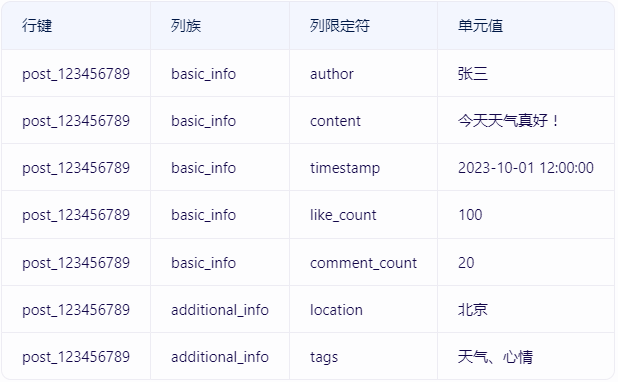 行键 列族 列限定符 单元值
post_123456789 basic_info author 张三
post_123456789 basic_info content 今天天气真好！
post_123456789 basic_info timestamp 2023-10-01 12:00:00
post_123456789 basic_info like_count 100
post_123456789 basic_info comment_count 20
post_123456789 additional_info location 北京
post_123456789 additional_info tags 天气、心情